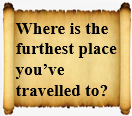 Where is the
furthest place
you've
travelled to?